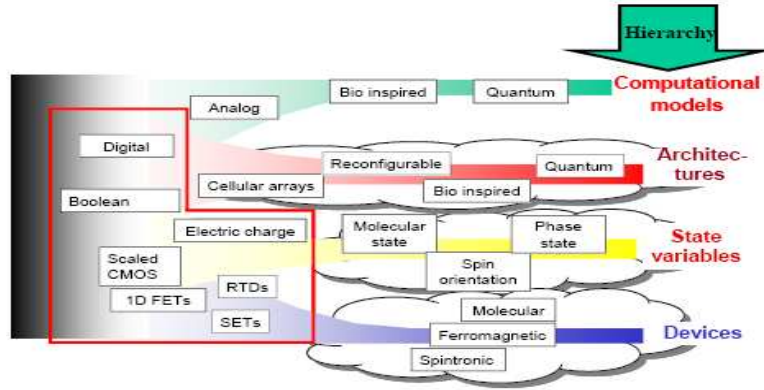 Hierarchy
Computational
models
Bio inspired
Quantum
Analog
Digital
Architec-
tures
Reconfigurable
Quantum
Cellular arrays
Bio inspired
Boolean
Electric charge
Molecular
state
Phase
state
State
variables
Scaled
CMOS
Spin
orientation
1D FETs
RTDs
SETs
Molecular
Ferromagnetic
Devices
Spintronic